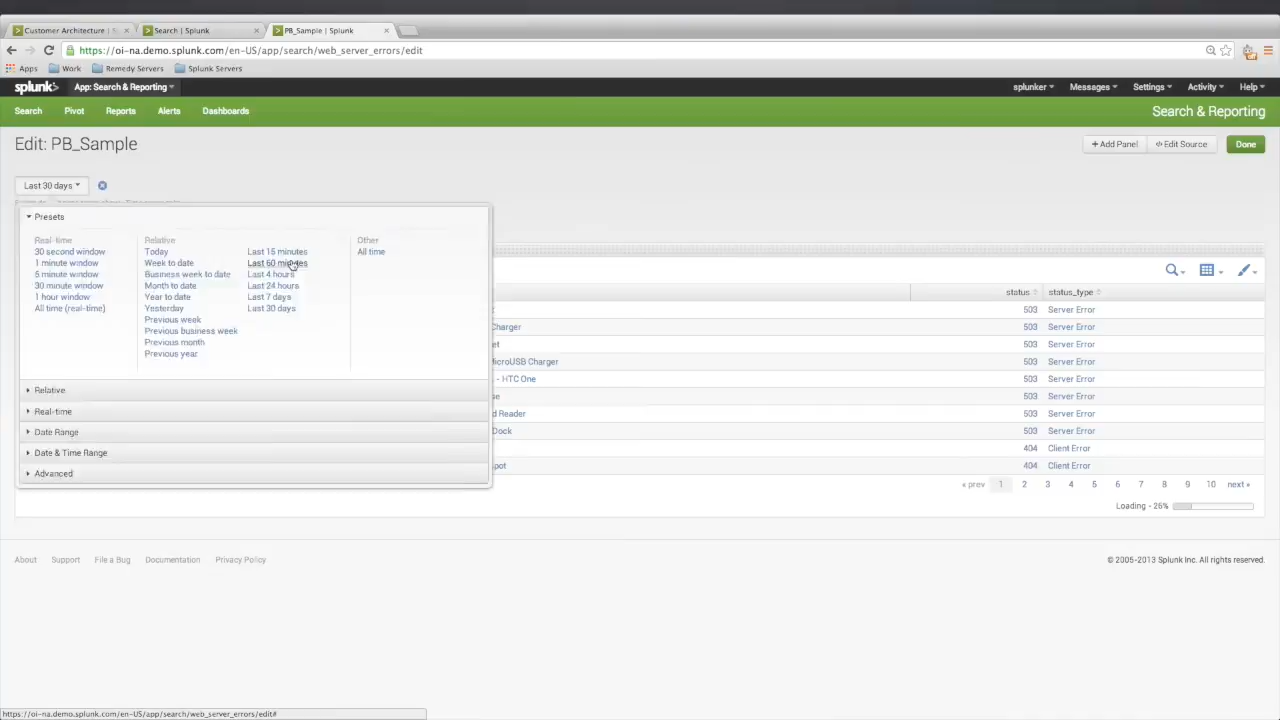 Customer Architecture | S
Search | Splunk
PB_Sample | Splunk
https://oi-na.demo.splunk.com/en-US/app/search/web_server_errors/edit
Apps Work Remedy Servers Splunk Servers
splunk> App: Search & Reporting splunker Messages Settings Activity Help
Search Pivot Reports Alerts Dashboards Search & Reporting
Edit: PB_Sample + Add Panel Edit Source Done
Last 30 days
Presets
Real-time
30 second window
1 minute window
5 minute window
30 minute window
1 hour window
All time (real-time)
Relative
Today
Week to date
Business week to date
Month to date
Year to date
Yesterday
Previous week
Previous business week
Previous month
Previous year
Last 15 minutes
Last 60 minutes
Last 4 hours
Last 24 hours
Last 7 days
Last 30 days
Other
All time
Relative
Real-time
Date Range
Date & Time Range
Advanced
status status_type
503 Server Error
Charger 503 Server Error
et 503 Server Error
MicroUSB Charger 503 Server Error
- HTC One 503 Server Error
se 503 Server Error
d Reader 503 Server Error
Dock 503 Server Error
404 Client Error
spot 404 Client Error
« prev 1 2 3 4 5 6 7 8 9 10 next »
Loading - 26%
About Support File a Bug Documentation Privacy Policy © 2005-2013 Splunk Inc. All rights reserved.
https://oi-na.demo.splunk.com/en-US/app/search/web_server_errors/edit#